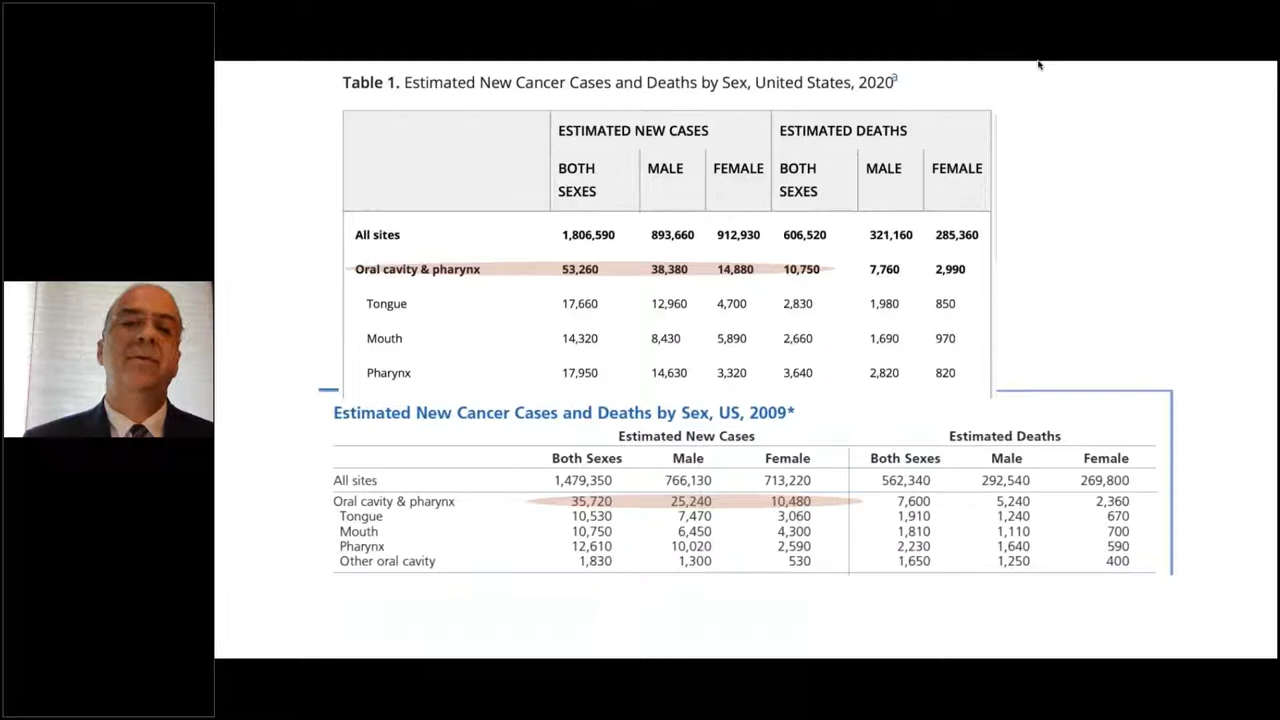 Table 1. Estimated New Cancer Cases and Deaths by Sex, United States, 2020a
ESTIMATED NEW CASES ESTIMATED DEATHS
BOTH SEXES MALE FEMALE BOTH SEXES MALE FEMALE
All sites 1,806,590 893,660 912,930 606,520 321,160 285,360
Oral cavity & pharynx 53,260 38,380 14,880 10,750 7,760 2,990
Tongue 17,660 12,960 4,700 2,830 1,980 850
Mouth 14,320 8,430 5,890 2,660 1,690 970
Pharynx 17,950 14,630 3,320 3,640 2,820 820
Estimated New Cancer Cases and Deaths by Sex, US, 2009*
Estimated New Cases Estimated Deaths
Both Sexes Male Female Both Sexes Male Female
All sites 1,479,350 766,130 713,220 562,340 292,540 269,800
Oral cavity & pharynx 35,720 25,240 10,480 7,600 5,240 2,360
Tongue 10,530 7,470 3,060 1,910 1,240 670
Mouth 10,750 6,450 4,300 1,810 1,110 700
Pharynx 12,610 10,020 2,590 2,230 1,640 590
Other oral cavity 1,830 1,300 530 1,650 1,250 400